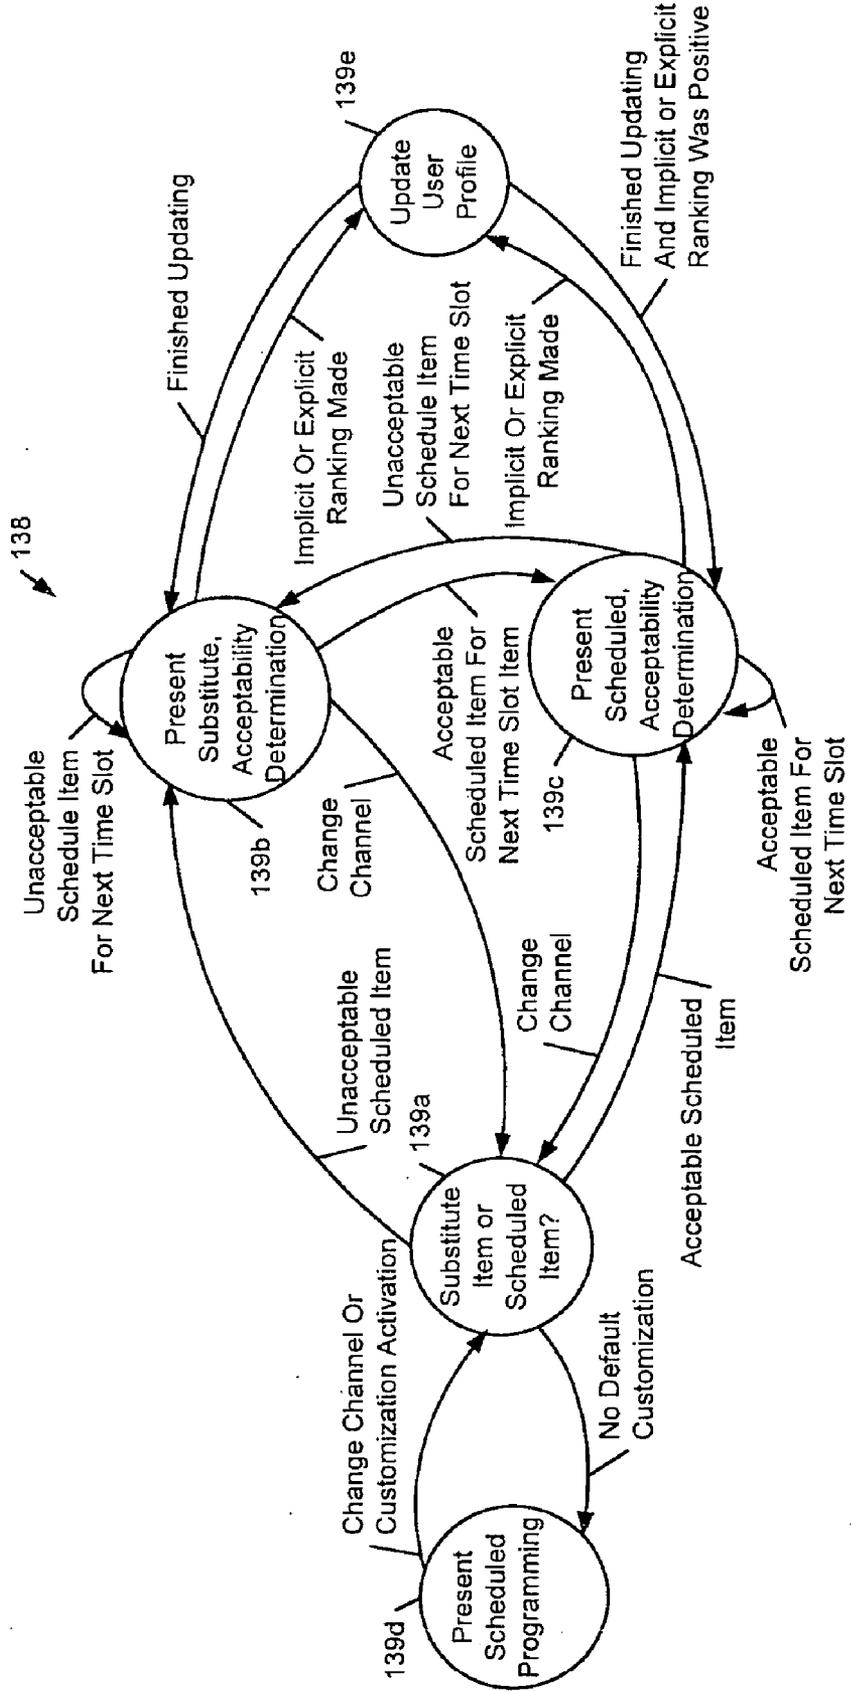 138
Unacceptable
Schedule Item
For Next Time Slot
Present
Substitute,
Acceptability
Determination
139b
Finished Updating
Implicit Or Explicit
Ranking Made
Unacceptable
Schedule Item
For Next Time Slot
Implicit Or Explicit
Ranking Made
139e
Update
User
Profile
Finished Updating
And Implicit or Explicit
Ranking Was Positive
Change Channel Or
Customization Activation
139d
Present
Scheduled
Programming
No Default
Customization
Unacceptable
Scheduled Item
139a
Substitute
Item or
Scheduled
Item?
Change
Channel
Acceptable
Scheduled Item For
Next Time Slot Item
139c
Present
Scheduled,
Acceptability
Determination
Change
Channel
Acceptable Scheduled
Item
Acceptable
Scheduled Item For
Next Time Slot